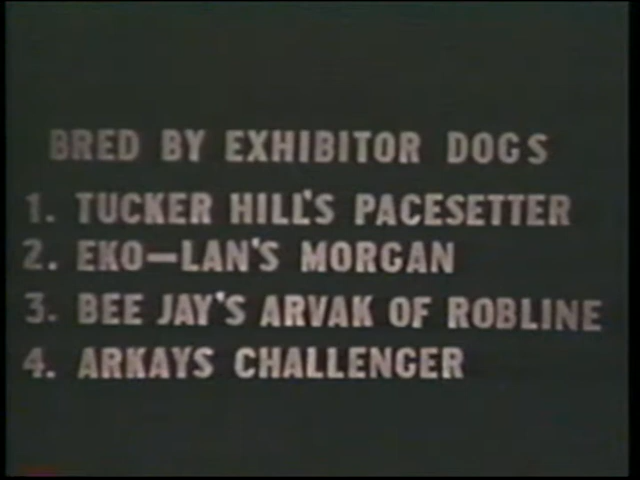 BRED BY EXHIBITOR DOGS
1. TUCKER HILL'S PACESETTER
2. EKO—LAN'S MORGAN
3. BEE JAY'S ARVAK OF ROBLINE
4. ARKAYS CHALLENGER